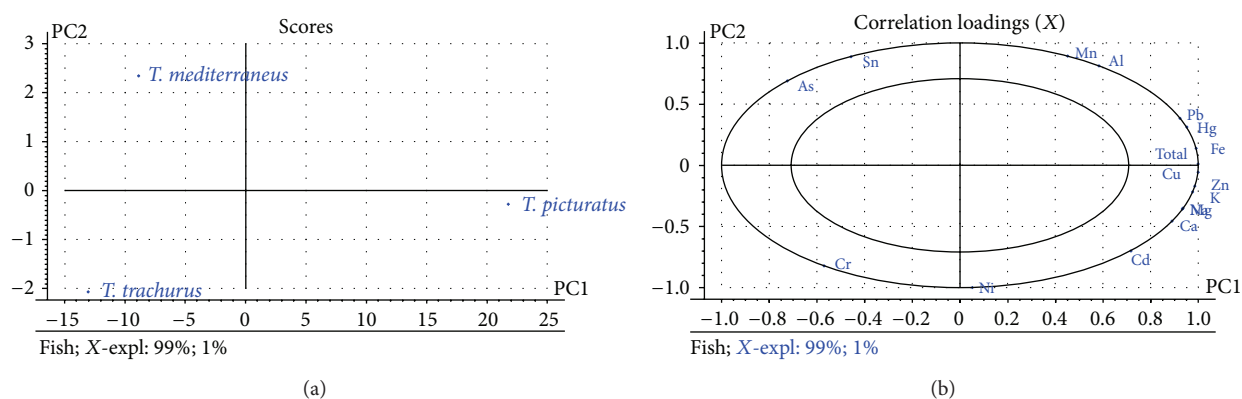 PC2
Scores
3
2
1
0
−1
−2
T. mediterraneus
T. picturatus
T. trachurus
PC1
−15 −10 −5 0 5 10 15 20 25
Fish; X-expl: 99%; 1%
(a)
PC2
Correlation loadings (X)
1.0
0.5
0
−0.5
−1.0
Sn
Mn
Al
As
Pb
Hg
Total
Fe
Cu
Zn
K
Mg
Ca
Cr
Cd
Ni
PC1
−1.0 −0.8 −0.6 −0.4 −0.2 0 0.2 0.4 0.6 0.8 1.0
Fish; X-expl: 99%; 1%
(b)